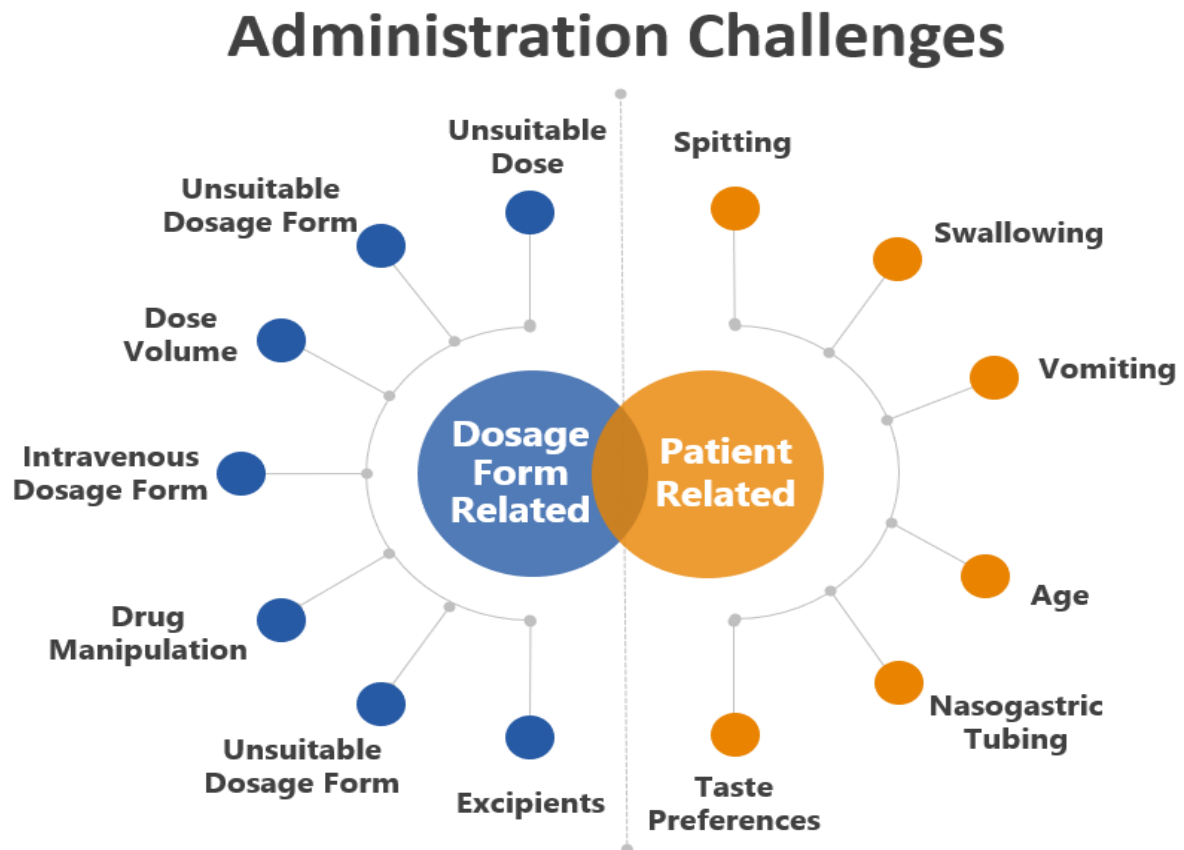 Administration Challenges
Unsuitable
Dose
Unsuitable
Dosage Form
Dose
Volume
Intravenous
Dosage Form
Drug
Manipulation
Unsuitable
Dosage Form
Excipients
Dosage
Form
Related
Patient
Related
Spitting
Swallowing
Vomiting
Age
Nasogastric
Tubing
Taste
Preferences